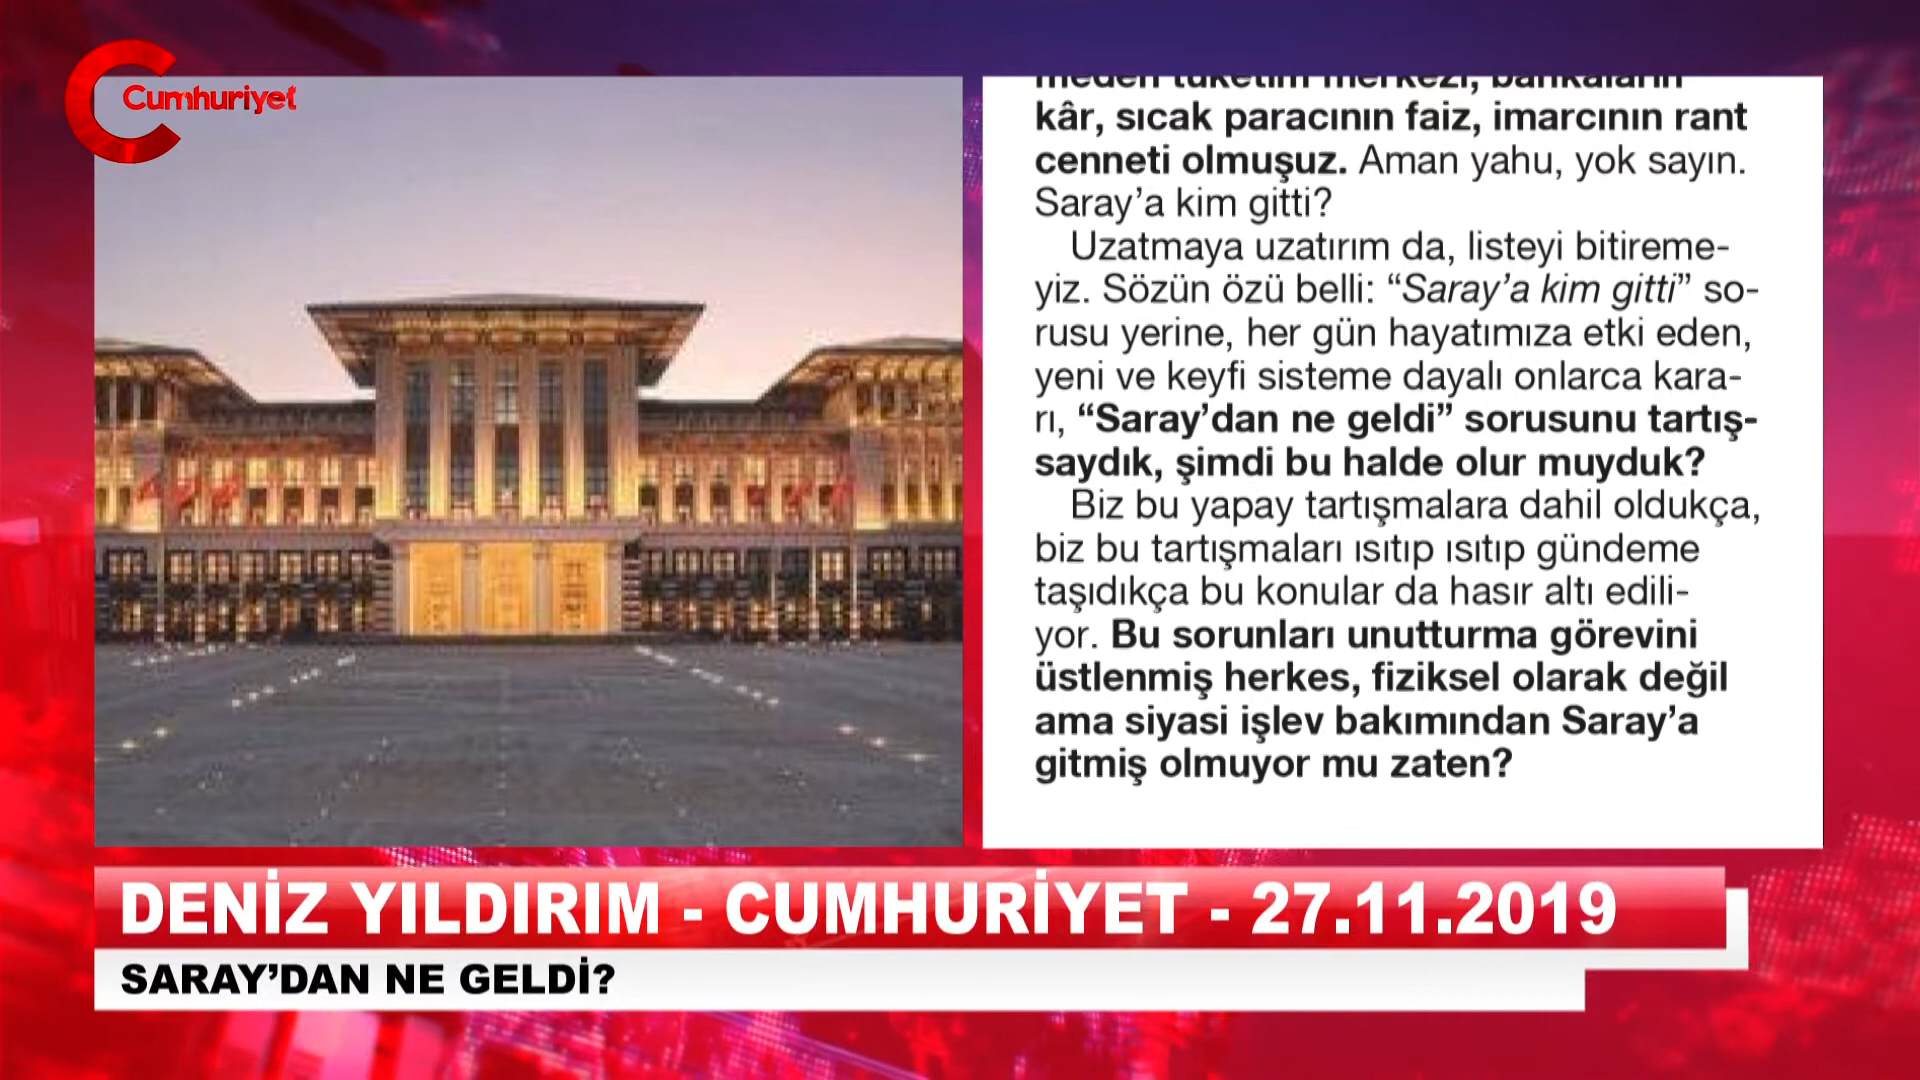 Cumhuriyet
meden tüketim merkezi, bankaların
kâr, sıcak paracının faiz, imarcının rant
cenneti olmuşuz. Aman yahu, yok sayın.
Saray’a kim gitti?
Uzatmaya uzatırım da, listeyi bitireme-
yiz. Sözün özü belli: “Saray’a kim gitti” so-
rusu yerine, her gün hayatımıza etki eden,
yeni ve keyfi sisteme dayalı onlarca kara-
rı, “Saray’dan ne geldi” sorusunu tartış-
saydık, şimdi bu halde olur muyduk?
Biz bu yapay tartışmalara dahil oldukça,
biz bu tartışmaları ısıtıp ısıtıp gündeme
taşıdıkça bu konular da hasır altı edili-
yor. Bu sorunları unutturma görevini
üstlenmiş herkes, fiziksel olarak değil
ama siyasi işlev bakımından Saray’a
gitmiş olmuyor mu zaten?
DENİZ YILDIRIM - CUMHURİYET - 27.11.2019
SARAY’DAN NE GELDİ?